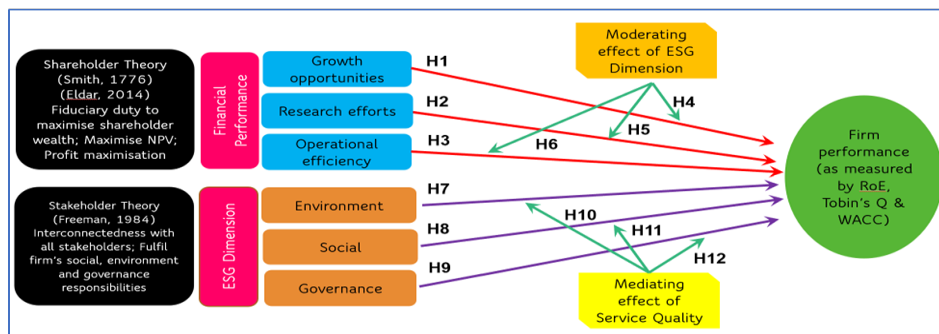 Shareholder Theory
(Smith, 1776)
(Eldar, 2014)
Fiduciary duty to
maximise shareholder
wealth; Maximise NPV;
Profit maximisation
Financial
Performance
Growth
opportunities
Research efforts
Operational
efficiency
H1
H2
H3
Moderating
effect of ESG
Dimension
H4
H5
H6
Firm
performance
(as measured
by RoE,
Tobin's Q &
WACC)
Stakeholder Theory
(Freeman, 1984)
Interconnectedness with
all stakeholders; Fulfil
firm's social, environment
and governance
responsibilities
ESG Dimension
Environment
Social
Governance
H7
H8
H9
H10
H11
H12
Mediating
effect of
Service Quality